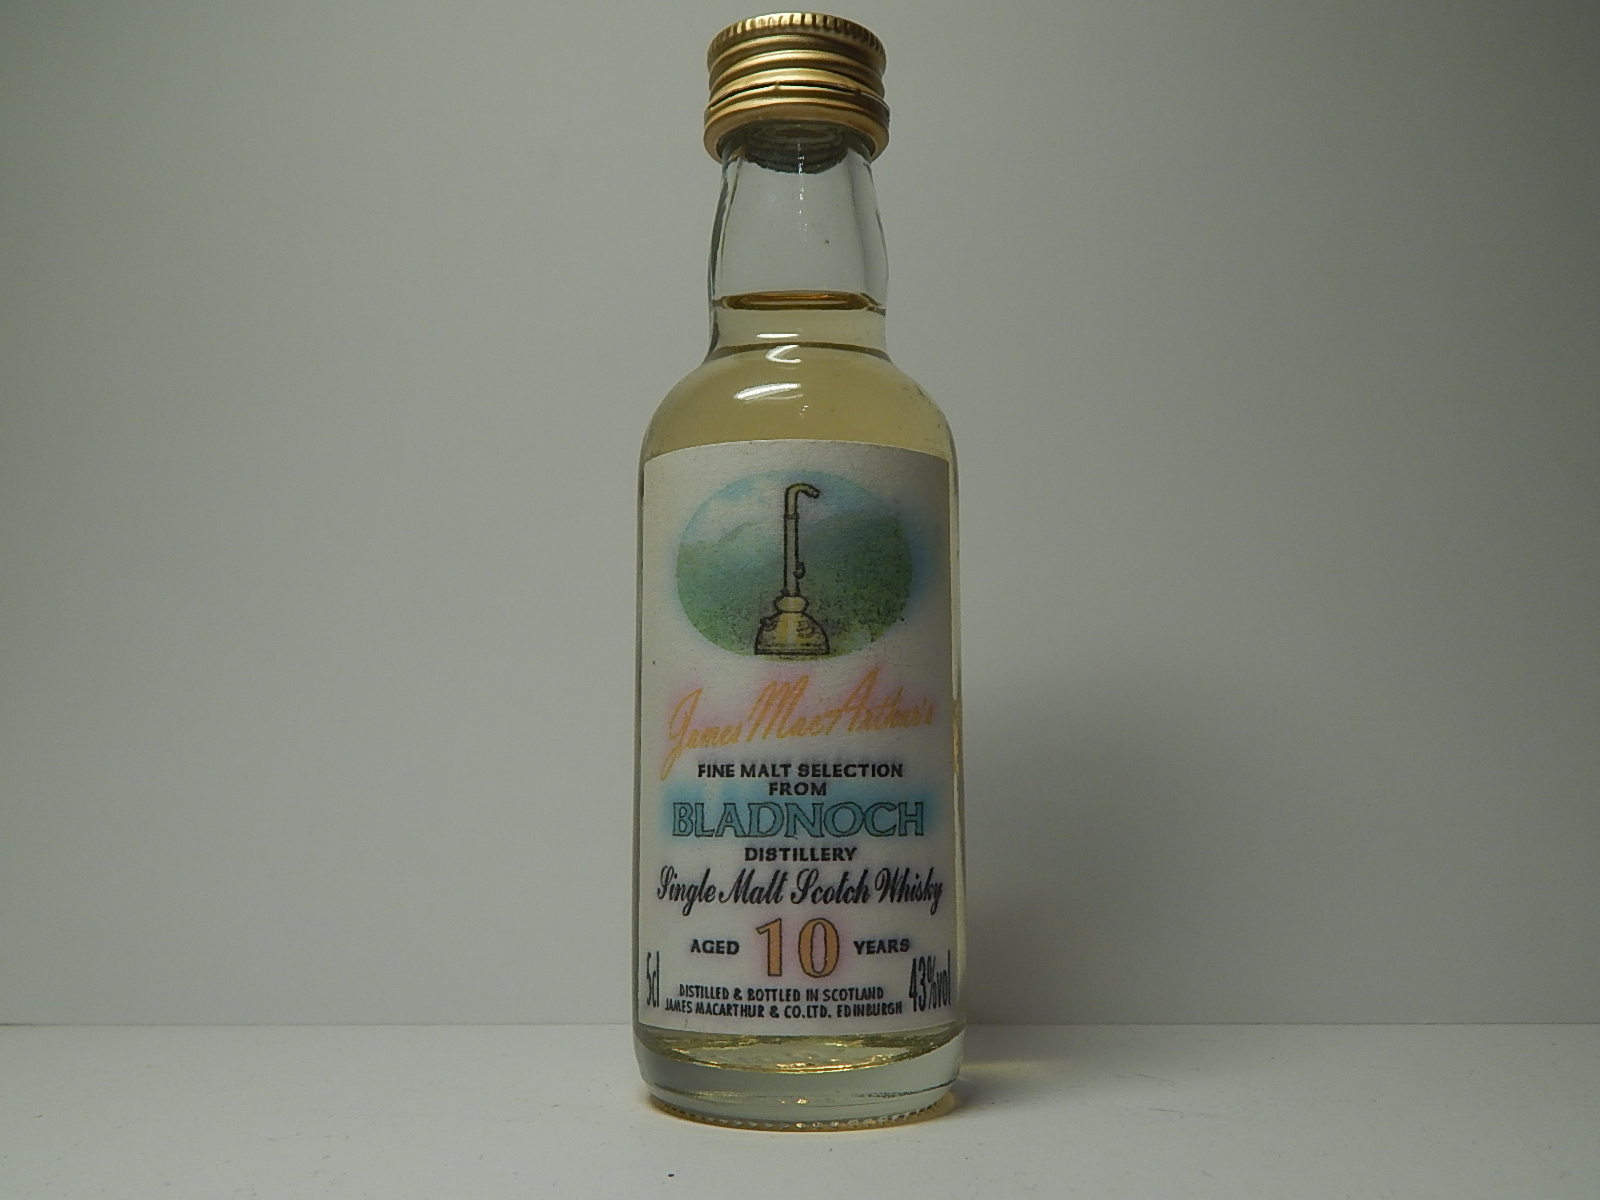 James MacArthur's
FINE MALT SELECTION
FROM
BLADNOCH
DISTILLERY
Single Malt Scotch Whisky
AGED 10 YEARS
5cl
43%vol
DISTILLED & BOTTLED IN SCOTLAND
JAMES MACARTHUR & CO.LTD. EDINBURGH